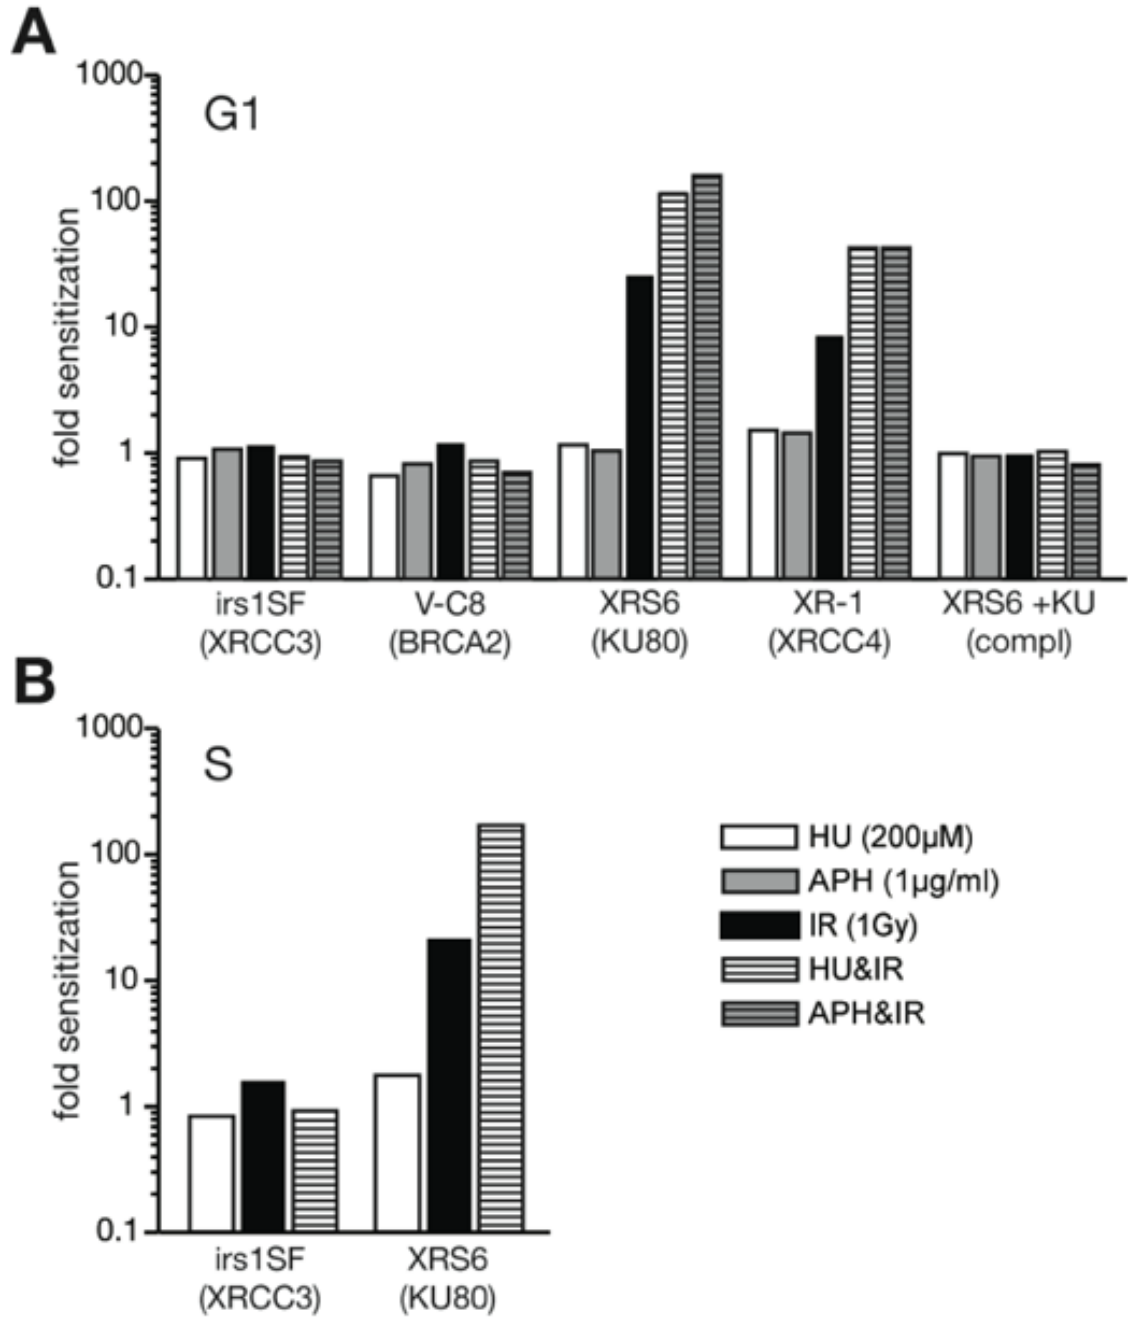 A
1000
G1
100
10
1
0.1
fold sensitization
irs1SF V-C8 XRS6 XR-1 XRS6 +KU
(XRCC3) (BRCA2) (KU80) (XRCC4) (compl)
B
1000
S
100
10
1
0.1
fold sensitization
irs1SF XRS6
(XRCC3) (KU80)
HU (200µM)
APH (1µg/ml)
IR (1Gy)
HU&IR
APH&IR